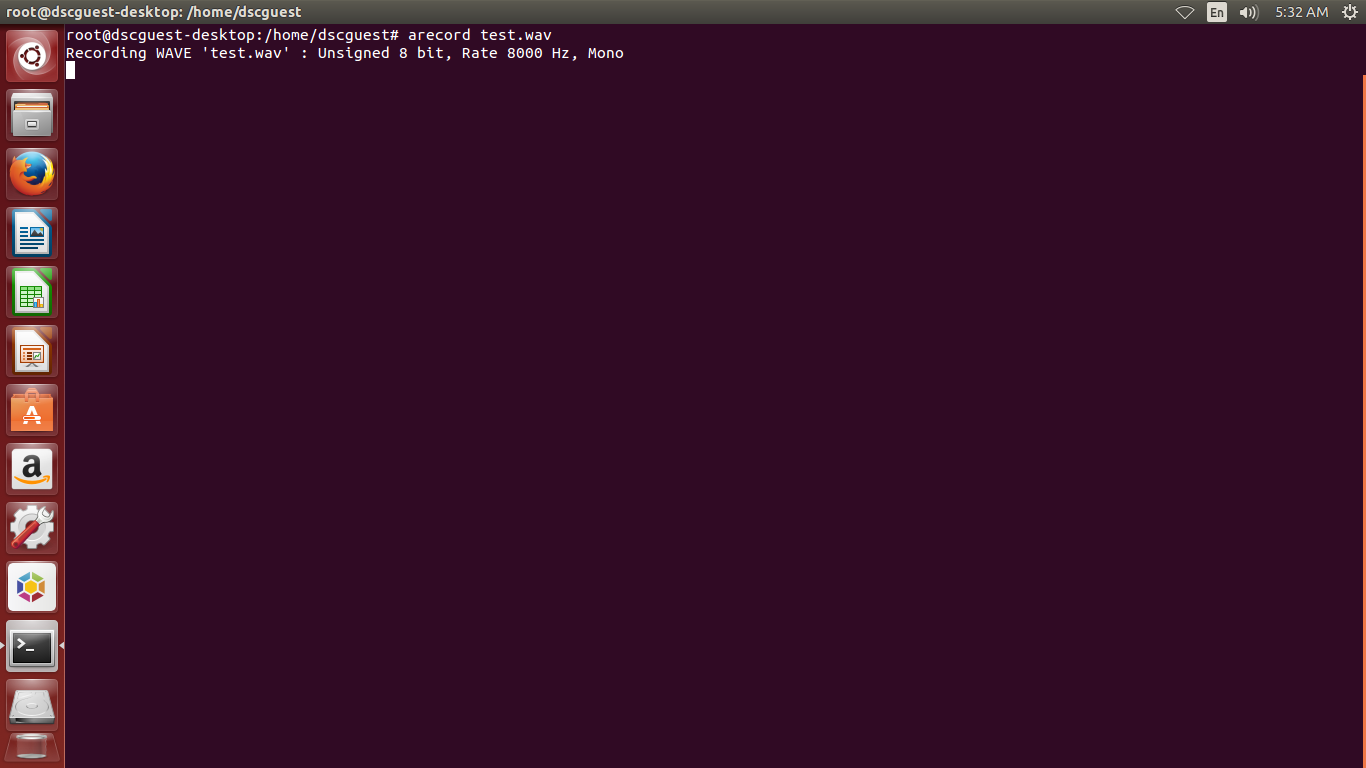 root@dscguest-desktop: /home/dscguest
En
5:32 AM
root@dscguest-desktop:/home/dscguest# arecord test.wav
Recording WAVE 'test.wav' : Unsigned 8 bit, Rate 8000 Hz, Mono
A
a
>_